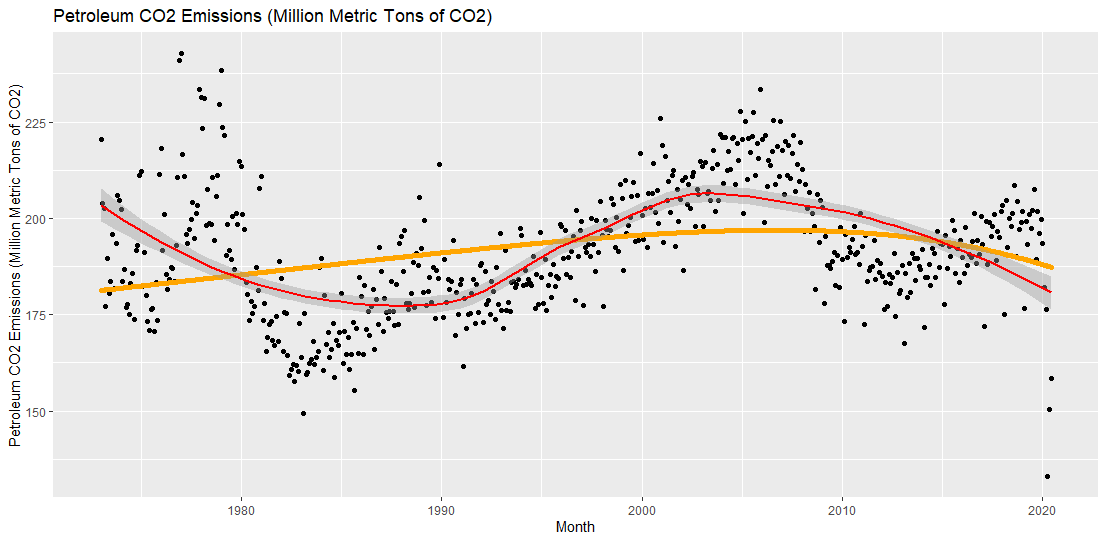 Petroleum CO2 Emissions (Million Metric Tons of CO2)
Petroleum CO2 Emissions (Million Metric Tons of CO2)
225
200
175
150
1980 1990 2000 2010 2020
Month